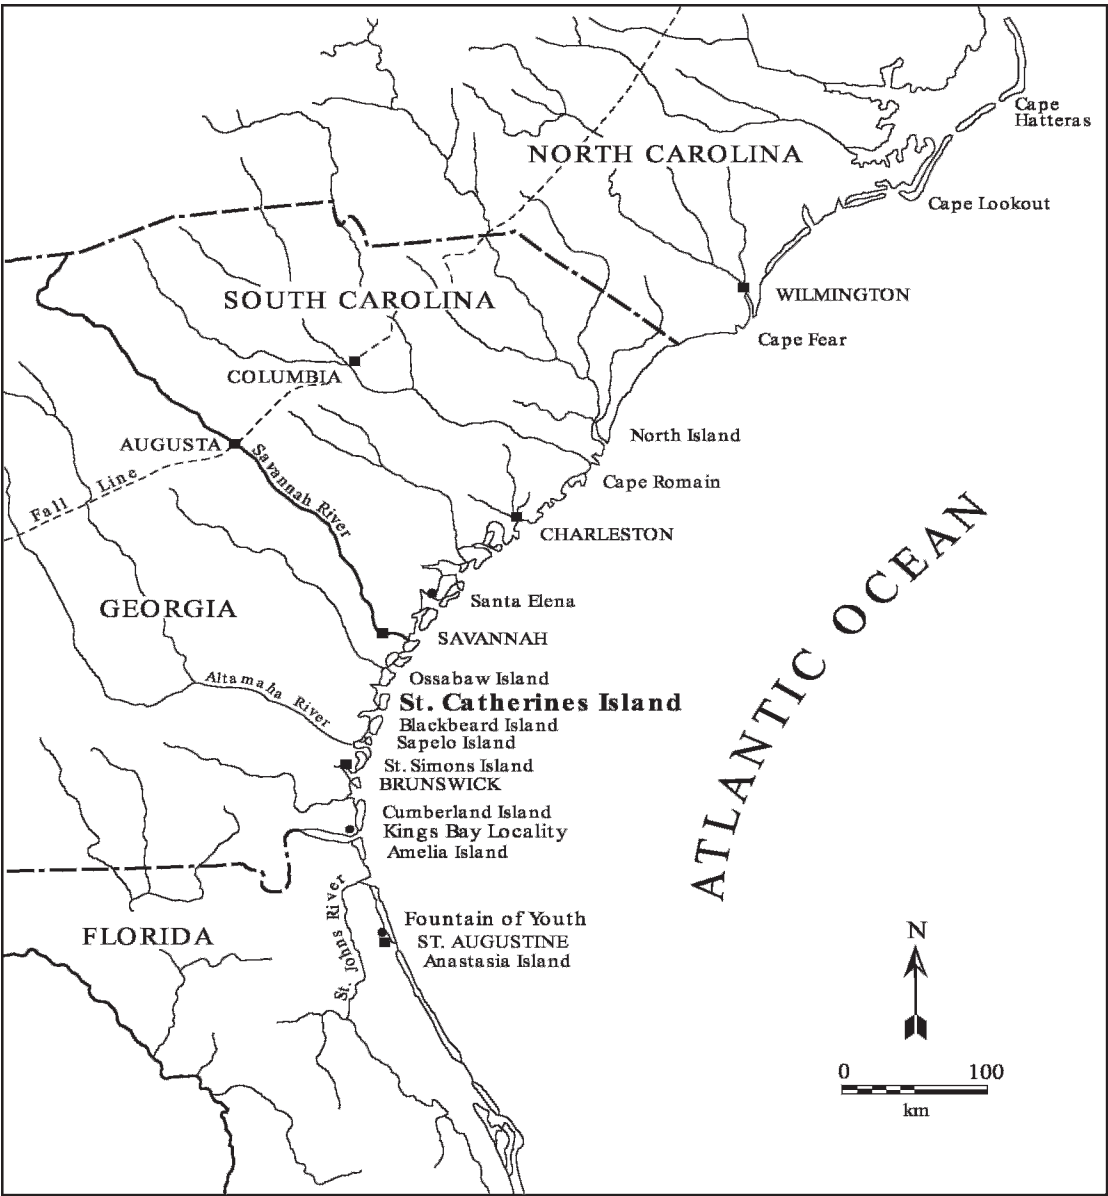 Cape
Hatteras
NORTH CAROLINA
Cape Lookout
SOUTH CAROLINA
WILMINGTON
Cape Fear
COLUMBIA
AUGUSTA
North Island
Savannah River
Fall Line
Cape Romain
CHARLESTON
Santa Elena
GEORGIA
SAVANNAH
Ossabaw Island
Altamaha River
St. Catherines Island
Blackbeard Island
Sapelo Island
St. Simons Island
BRUNSWICK
Cumberland Island
Kings Bay Locality
Amelia Island
ATLANTIC OCEAN
St. Johns River
Fountain of Youth
FLORIDA
ST. AUGUSTINE
Anastasia Island
N
0 100
km